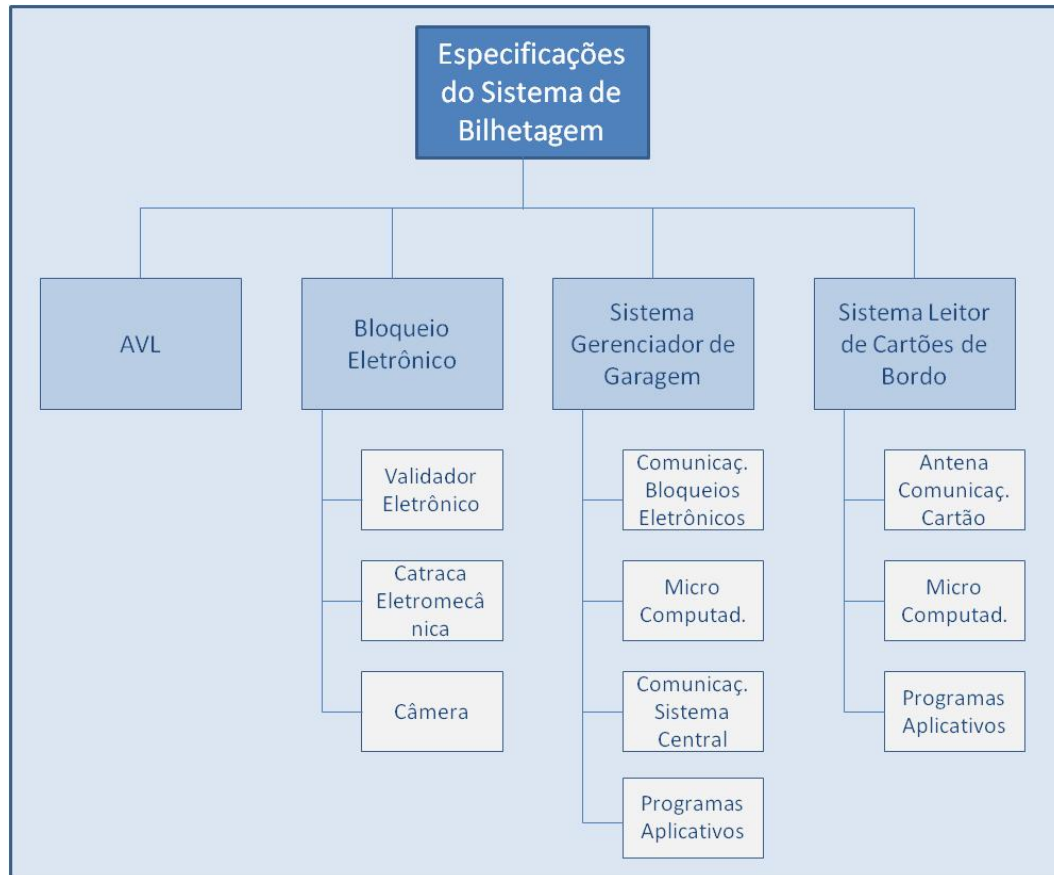 Especificações
do Sistema de
Bilhetagem
AVL
Bloqueio
Eletrônico
Sistema
Gerenciador de
Garagem
Sistema Leitor
de Cartões de
Bordo
Validador
Eletrônico
Catraca
Eletromecâ
nica
Câmera
Comunicaç.
Bloqueios
Eletrônicos
Micro
Computad.
Comunicaç.
Sistema
Central
Programas
Aplicativos
Antena
Comunicaç.
Cartão
Micro
Computad.
Programas
Aplicativos